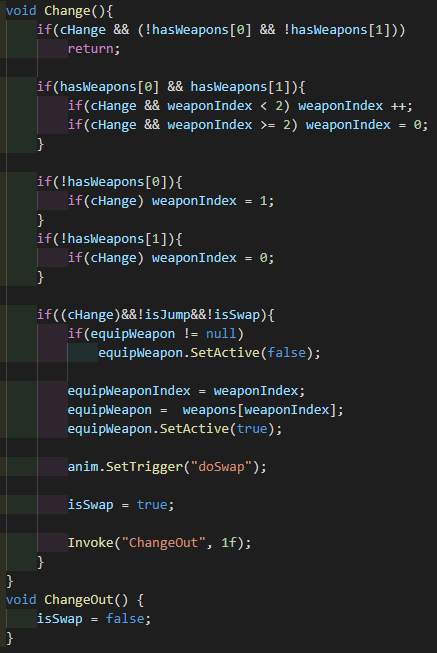 void Change(){
    if(cHange && (!hasWeapons[0] && !hasWeapons[1]))
        return;

    if(hasWeapons[0] && hasWeapons[1]){
        if(cHange && weaponIndex < 2) weaponIndex ++;
        if(cHange && weaponIndex >= 2) weaponIndex = 0;
    }

    if(!hasWeapons[0]){
        if(cHange) weaponIndex = 1;
    }
    if(!hasWeapons[1]){
        if(cHange) weaponIndex = 0;
    }

    if((cHange)&&!isJump&&!isSwap){
        if(equipWeapon != null)
            equipWeapon.SetActive(false);

        equipWeaponIndex = weaponIndex;
        equipWeapon =  weapons[weaponIndex];
        equipWeapon.SetActive(true);

        anim.SetTrigger("doSwap");

        isSwap = true;

        Invoke("ChangeOut", 1f);
    }
}
void ChangeOut() {
    isSwap = false;
}